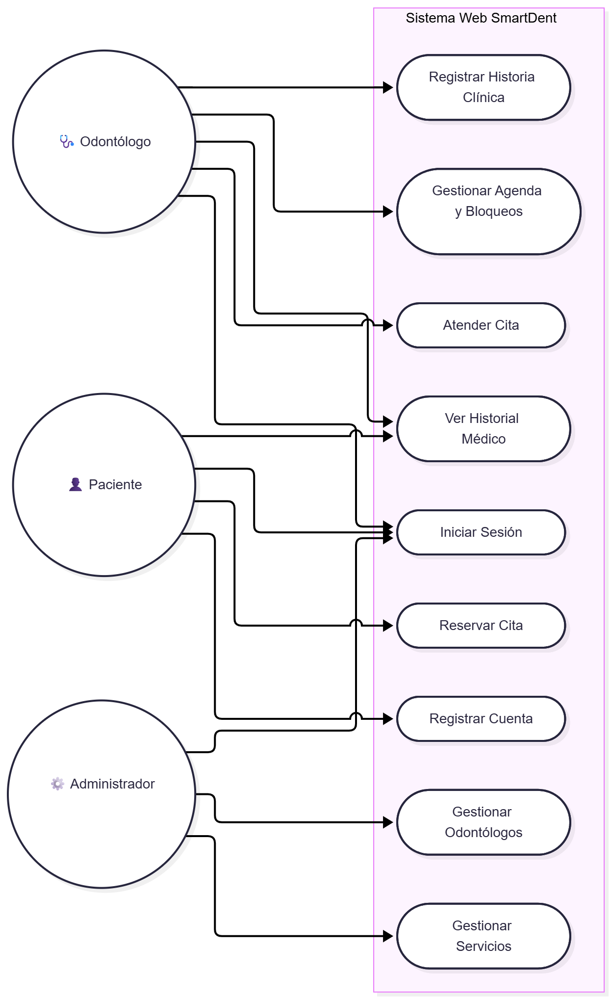 Sistema Web SmartDent
Registrar Historia
Clínica
Odontólogo
Gestionar Agenda
y Bloqueos
Atender Cita
Ver Historial
Médico
Paciente
Iniciar Sesión
Reservar Cita
Registrar Cuenta
Administrador
Gestionar
Odontólogos
Gestionar
Servicios